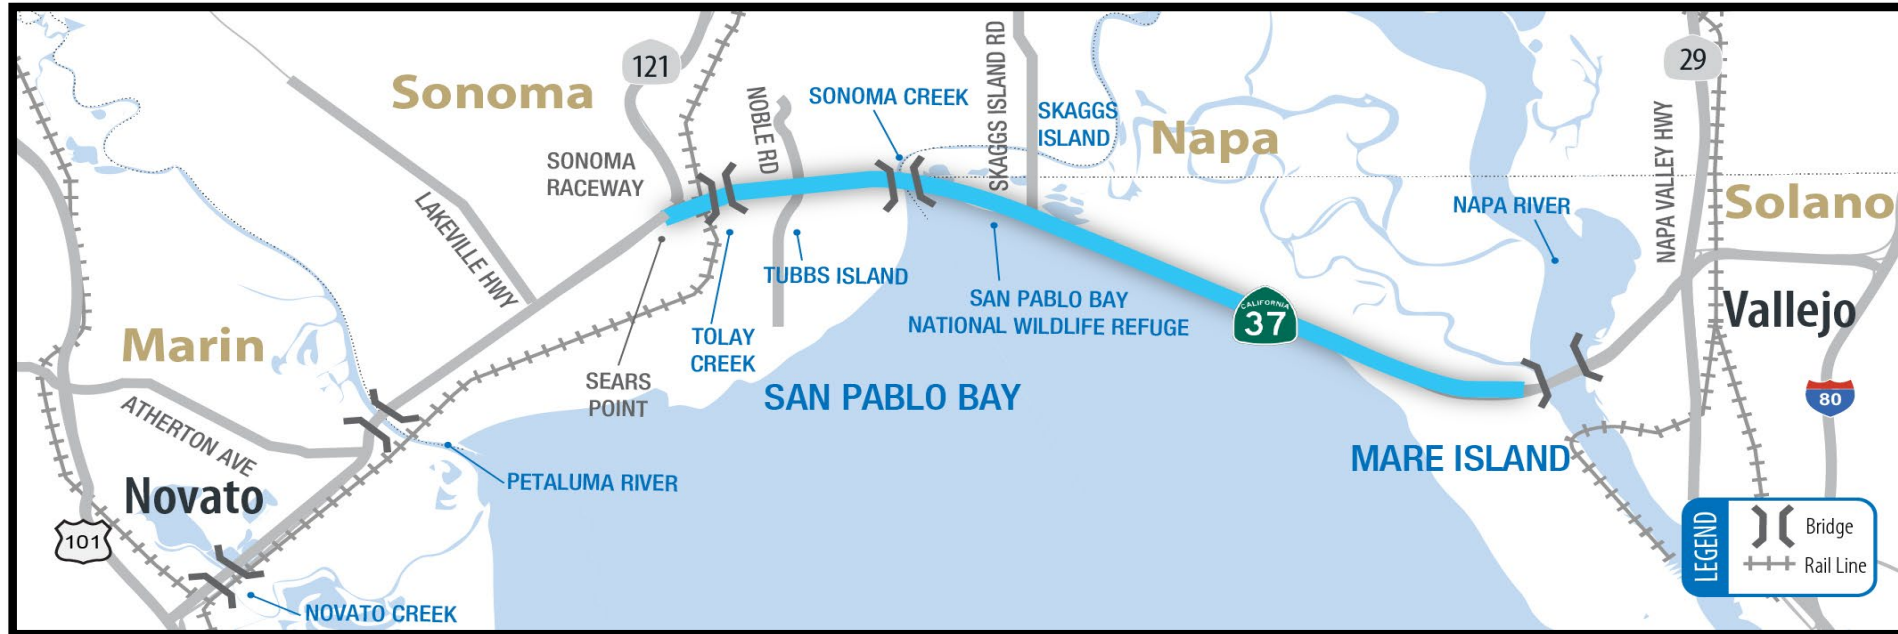 121
29
Sonoma
SONOMA CREEK
NOBLE RD
SKAGGS ISLAND RD
SKAGGS
ISLAND
Napa
NAPA VALLEY HWY
SONOMA
RACEWAY
LAKEVILLE HWY
NAPA RIVER
Solano
TUBBS ISLAND
SAN PABLO BAY
NATIONAL WILDLIFE REFUGE
CALIFORNIA
37
Vallejo
Marin
TOLAY
CREEK
SEARS
POINT
SAN PABLO BAY
80
ATHERTON AVE
MARE ISLAND
Novato
PETALUMA RIVER
101
LEGEND
Bridge
Rail Line
NOVATO CREEK